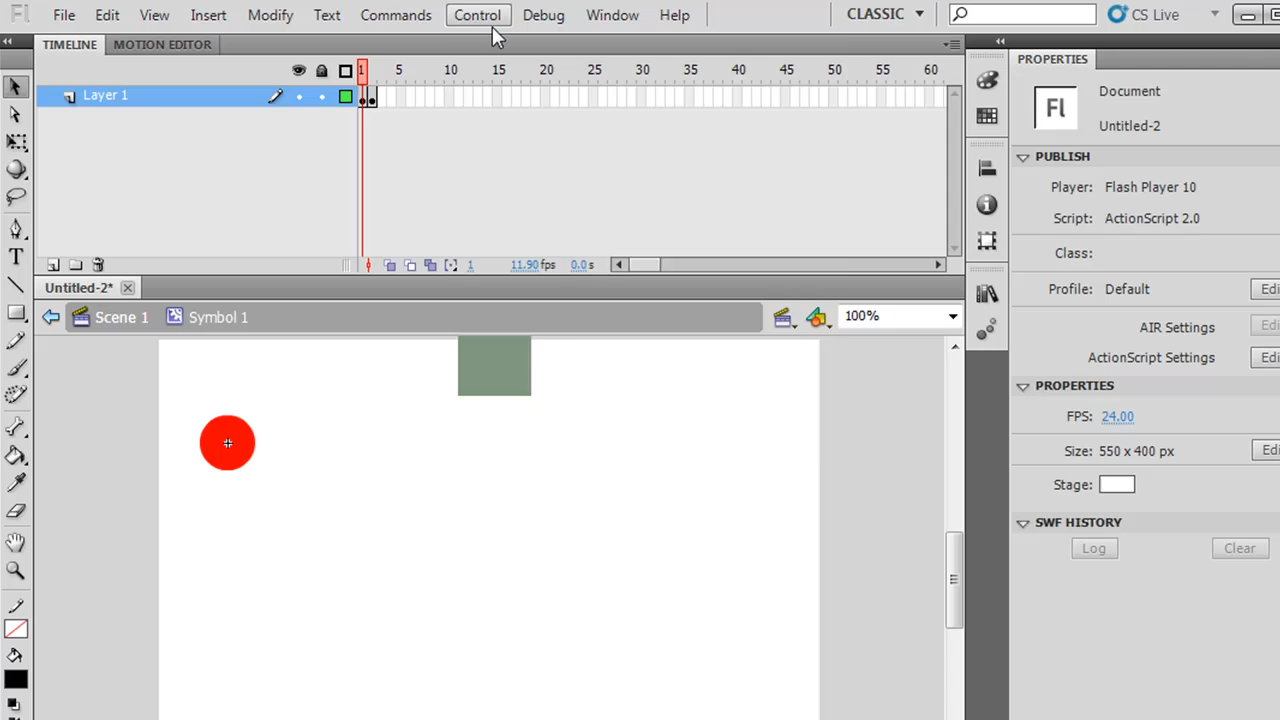 Fl File Edit View Insert Modify Text Commands Control Debug Window Help CLASSIC CS Live
TIMELINE MOTION EDITOR
1 5 10 15 20 25 30 35 40 45 50 55 60
Layer 1
1 11.90 fps 0.0 s
Untitled-2*
Scene 1 Symbol 1 100%
T
PROPERTIES
Fl
Document
Untitled-2
PUBLISH
Player: Flash Player 10
Script: ActionScript 2.0
Class:
Profile: Default Edi
AIR Settings Edi
ActionScript Settings Edi
PROPERTIES
FPS: 24.00
Size: 550 x 400 px Edi
Stage:
SWF HISTORY
Log Clear